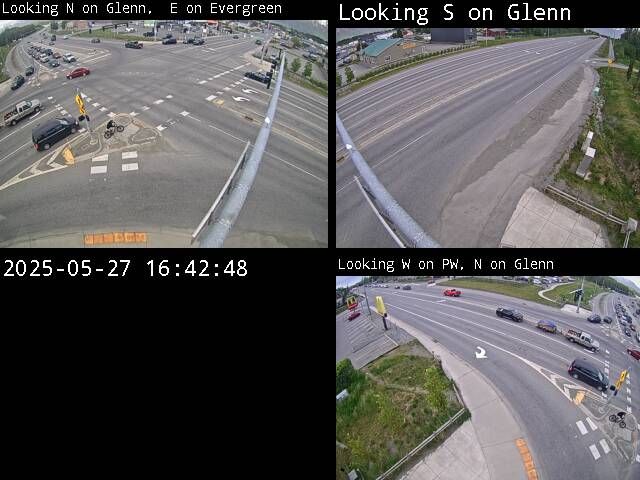 Looking N on Glenn,  E on Evergreen
Looking S on Glenn
2025-05-27 16:42:48
Looking W on PW, N on Glenn